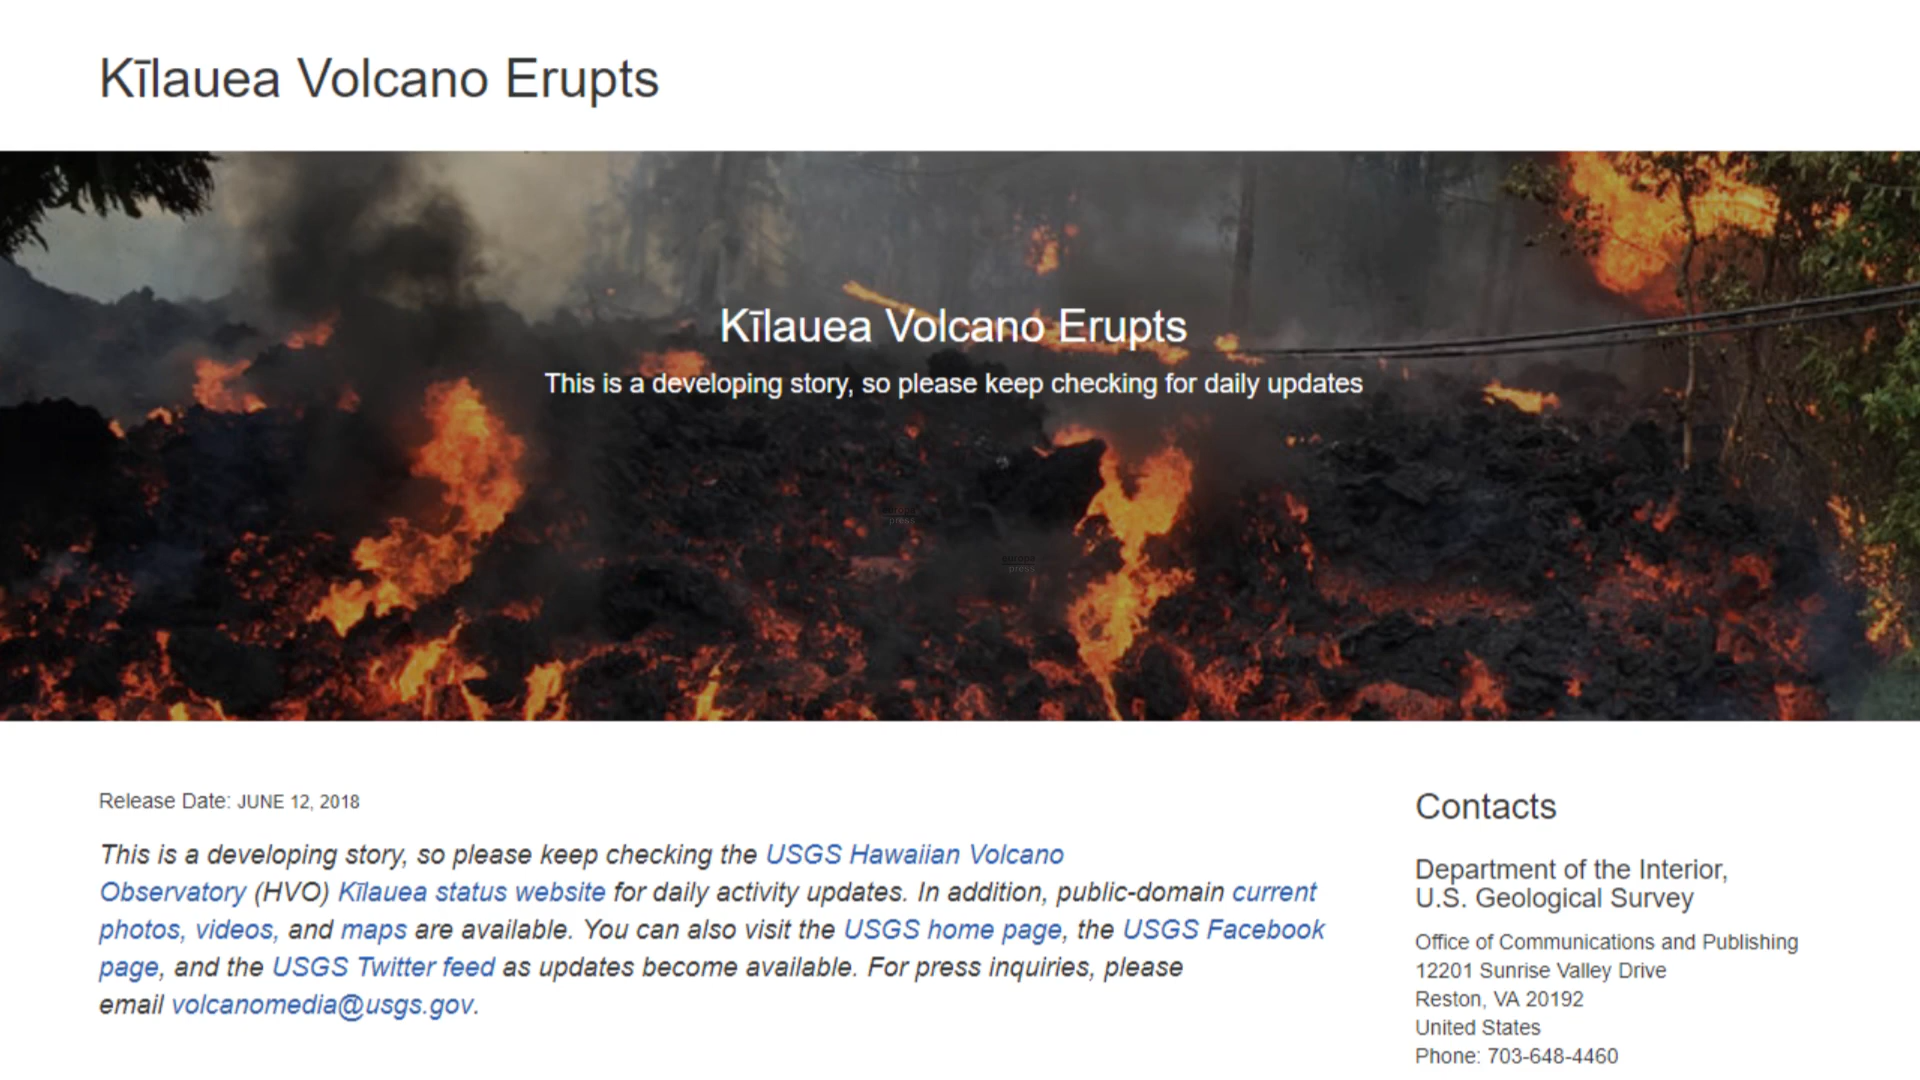 Kīlauea Volcano Erupts
Kīlauea Volcano Erupts
This is a developing story, so please keep checking for daily updates
europa
press
europa
press
Release Date: JUNE 12, 2018
This is a developing story, so please keep checking the USGS Hawaiian Volcano
Observatory (HVO) Kīlauea status website for daily activity updates. In addition, public-domain current
photos, videos, and maps are available. You can also visit the USGS home page, the USGS Facebook
page, and the USGS Twitter feed as updates become available. For press inquiries, please
email volcanomedia@usgs.gov.
Contacts
Department of the Interior,
U.S. Geological Survey
Office of Communications and Publishing
12201 Sunrise Valley Drive
Reston, VA 20192
United States
Phone: 703-648-4460